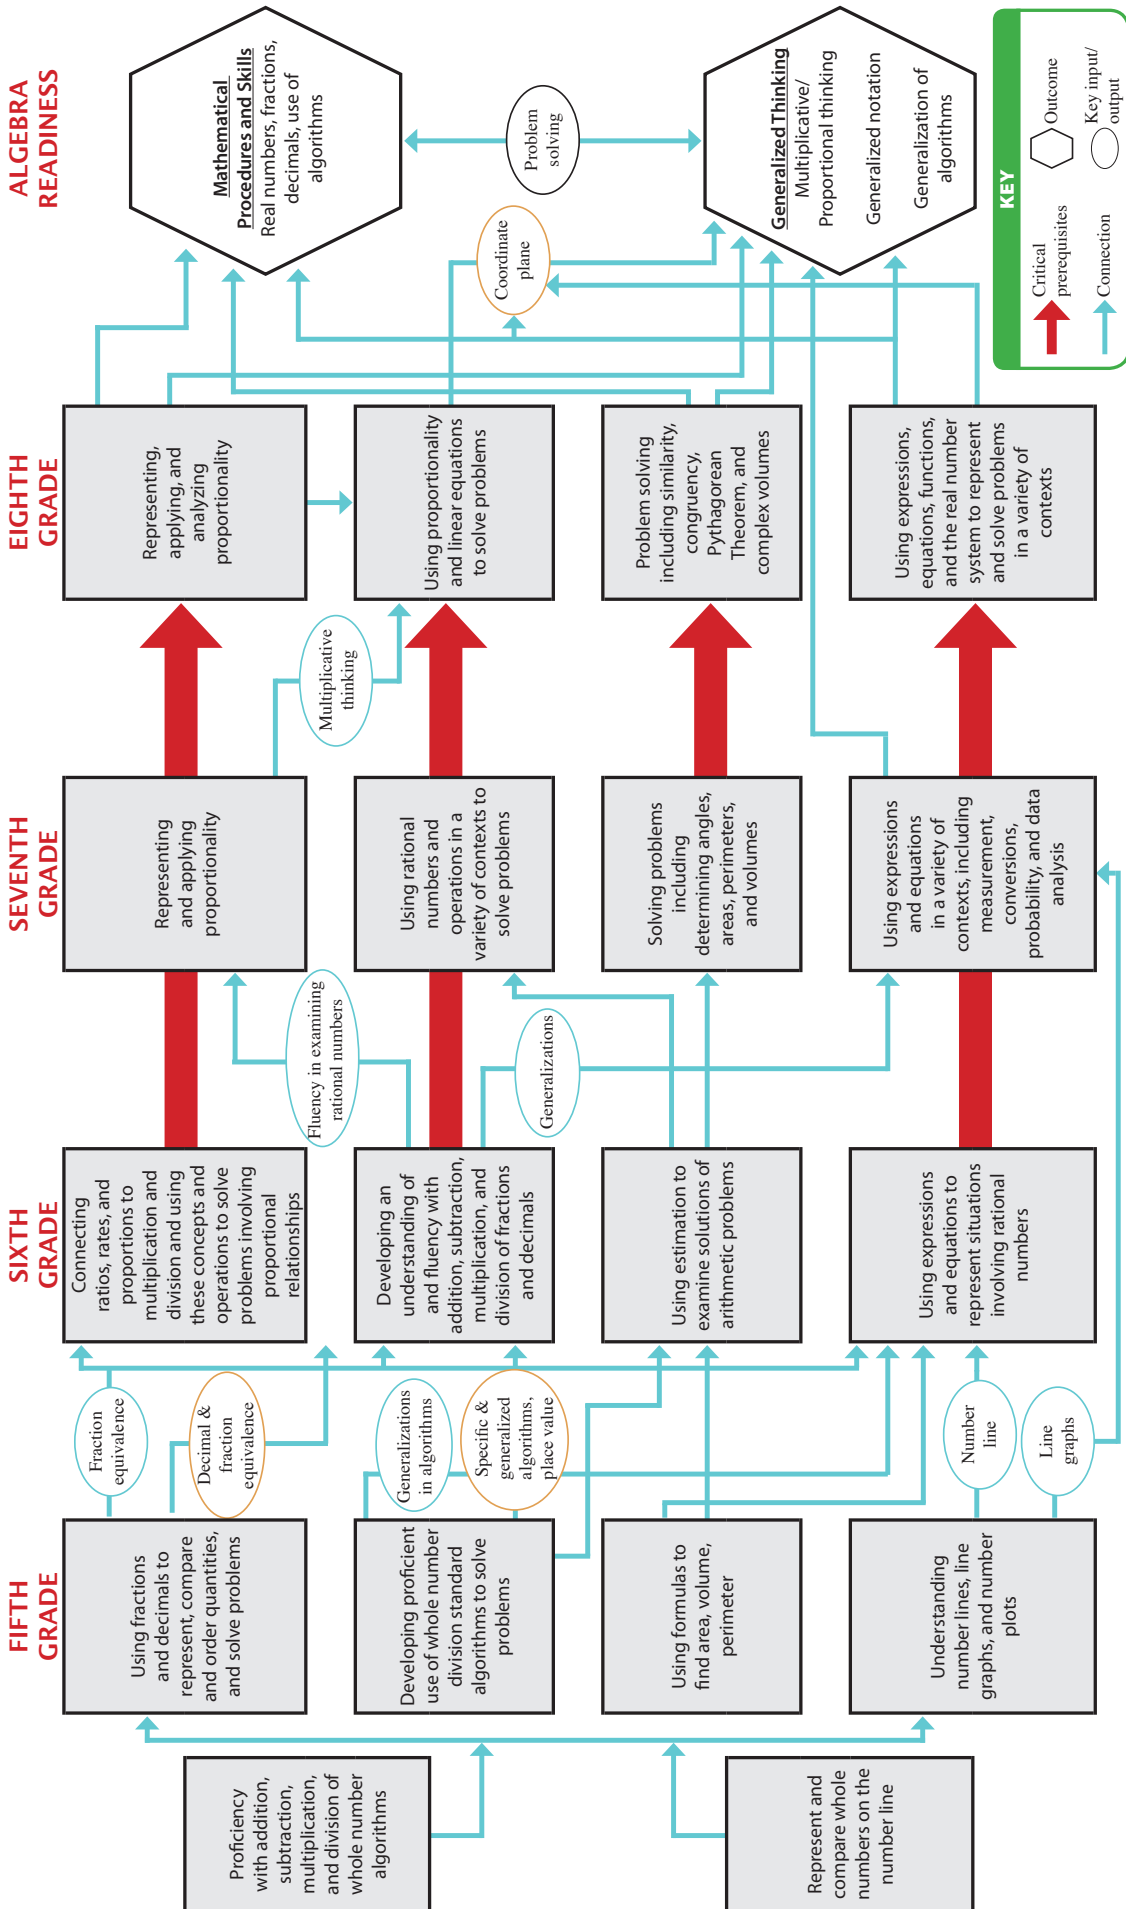 FIFTH
GRADE
SIXTH
GRADE
SEVENTH
GRADE
EIGHTH
GRADE
ALGEBRA
READINESS
Proficiency
with addition,
subtraction,
multiplication,
and division of
whole number
algorithms
Represent and
compare whole
numbers on the
number line
Using fractions
and decimals to
represent, compare
and order quantities,
and solve problems
Developing proficient
use of whole number
division standard
algorithms to solve
problems
Using formulas to
find area, volume,
perimeter
Understanding
number lines, line
graphs, and number
plots
Fraction
equivalence
Decimal &
fraction
equivalence
Generalizations
in algorithms
Specific &
generalized
algorithms,
place value
Number
line
Line
graphs
Connecting
ratios, rates, and
proportions to
multiplication and
division and using
these concepts and
operations to solve
problems involving
proportional
relationships
Developing an
understanding of
and fluency with
addition, subtraction,
multiplication, and
division of fractions
and decimals
Using estimation to
examine solutions of
arithmetic problems
Using expressions
and equations to
represent situations
involving rational
numbers
Fluency in examining
rational numbers
Generalizations
Representing
and applying
proportionality
Using rational
numbers and
operations in a
variety of contexts to
solve problems
Solving problems
including
determining angles,
areas, perimeters,
and volumes
Using expressions
and equations
in a variety of
contexts, including
measurement,
conversions,
probability, and data
analysis
Multiplicative
thinking
Representing,
applying, and
analyzing
proportionality
Using proportionality
and linear equations
to solve problems
Problem solving
including similarity,
congruency,
Pythagorean
Theorem, and
complex volumes
Using expressions,
equations, functions,
and the real number
system to represent
and solve problems
in a variety of
contexts
Coordinate
plane
Problem
solving
Mathematical
Procedures and Skills
Real numbers, fractions,
decimals, use of
algorithms
Generalized Thinking
Multiplicative/
Proportional thinking
Generalized notation
Generalization of
algorithms
KEY
Critical
prerequisites
Connection
Outcome
Key input/
output